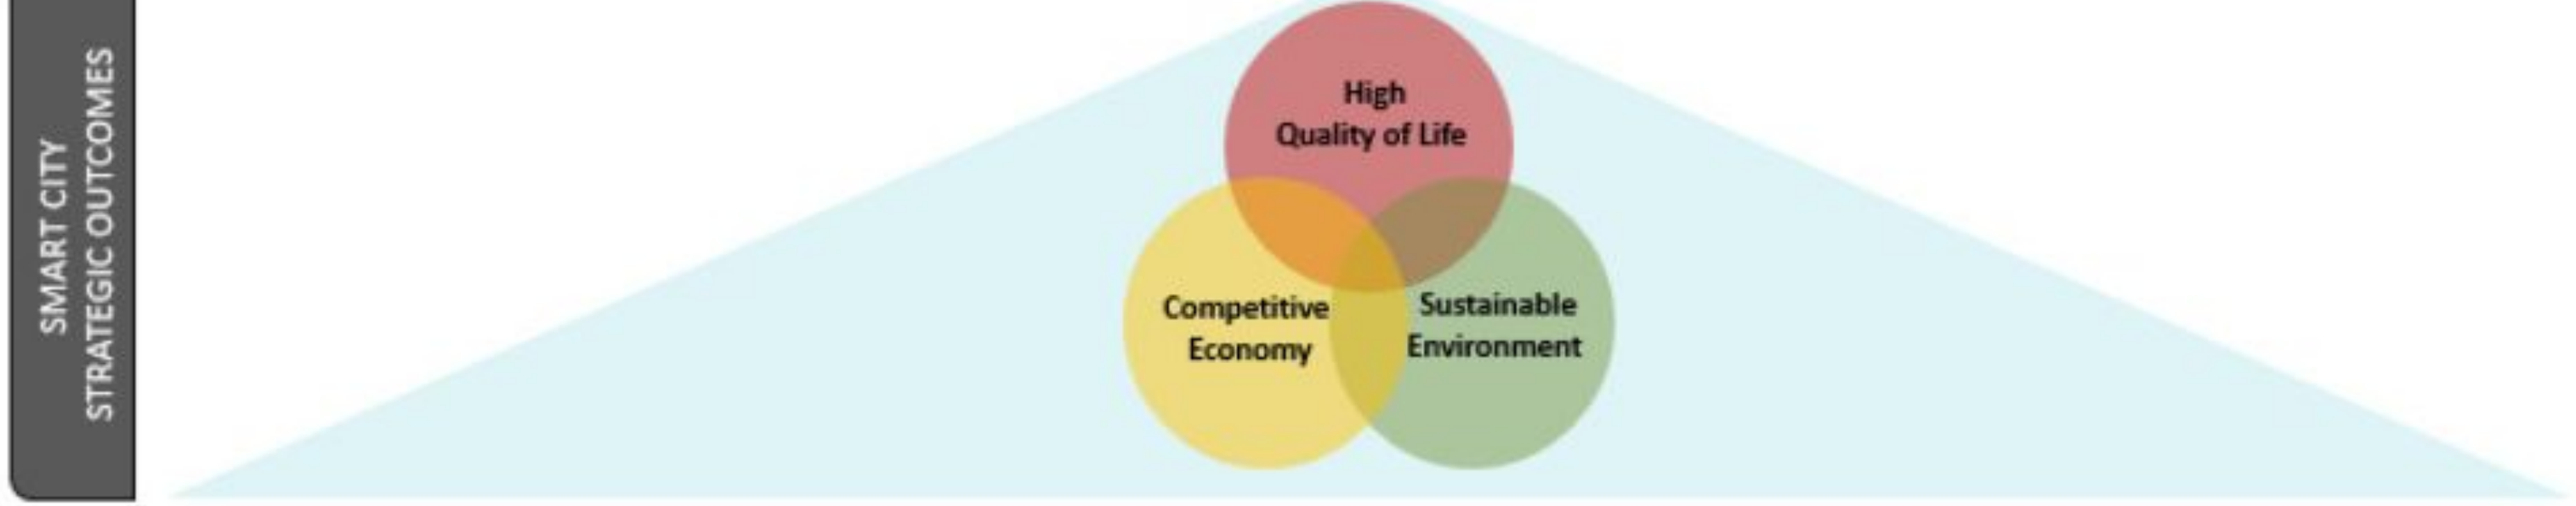 SMART CITY
STRATEGIC OUTCOMES
High
Quality of Life
Competitive
Economy
Sustainable
Environment